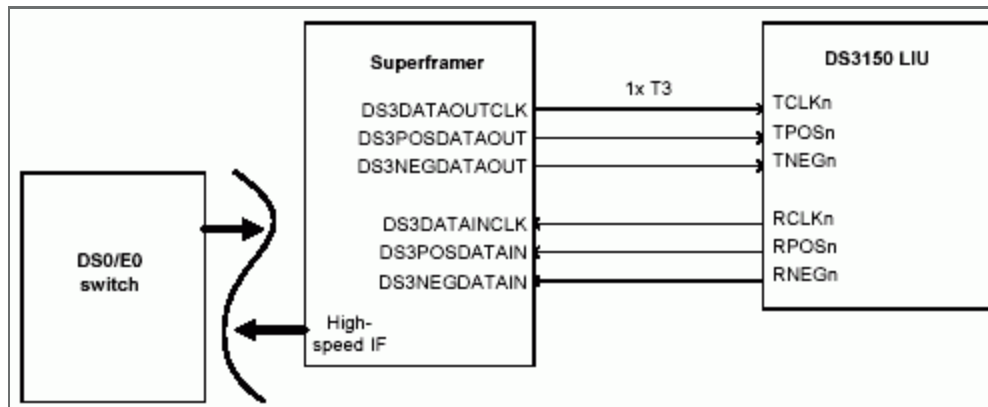 Superframer
DS3150 LIU
1x T3
DS3DATAOUTCLK
DS3POSDATAOUT
DS3NEGDATAOUT
TCLKn
TPOSn
TNEGn
DS3DATAINCLK
DS3POSDATAIN
DS3NEGDATAIN
RCLKn
RPOSn
RNEGn
DS0/E0
switch
High-
speed IF